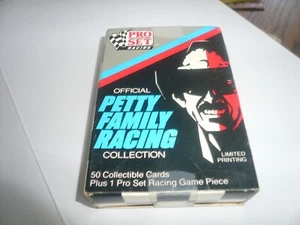 PRO
SET
RACING
OFFICIAL
PETTY
FAMILY
RACING
COLLECTION
LIMITED
PRINTING
50 Collectible Cards
Plus 1 Pro Set Racing Game Piece